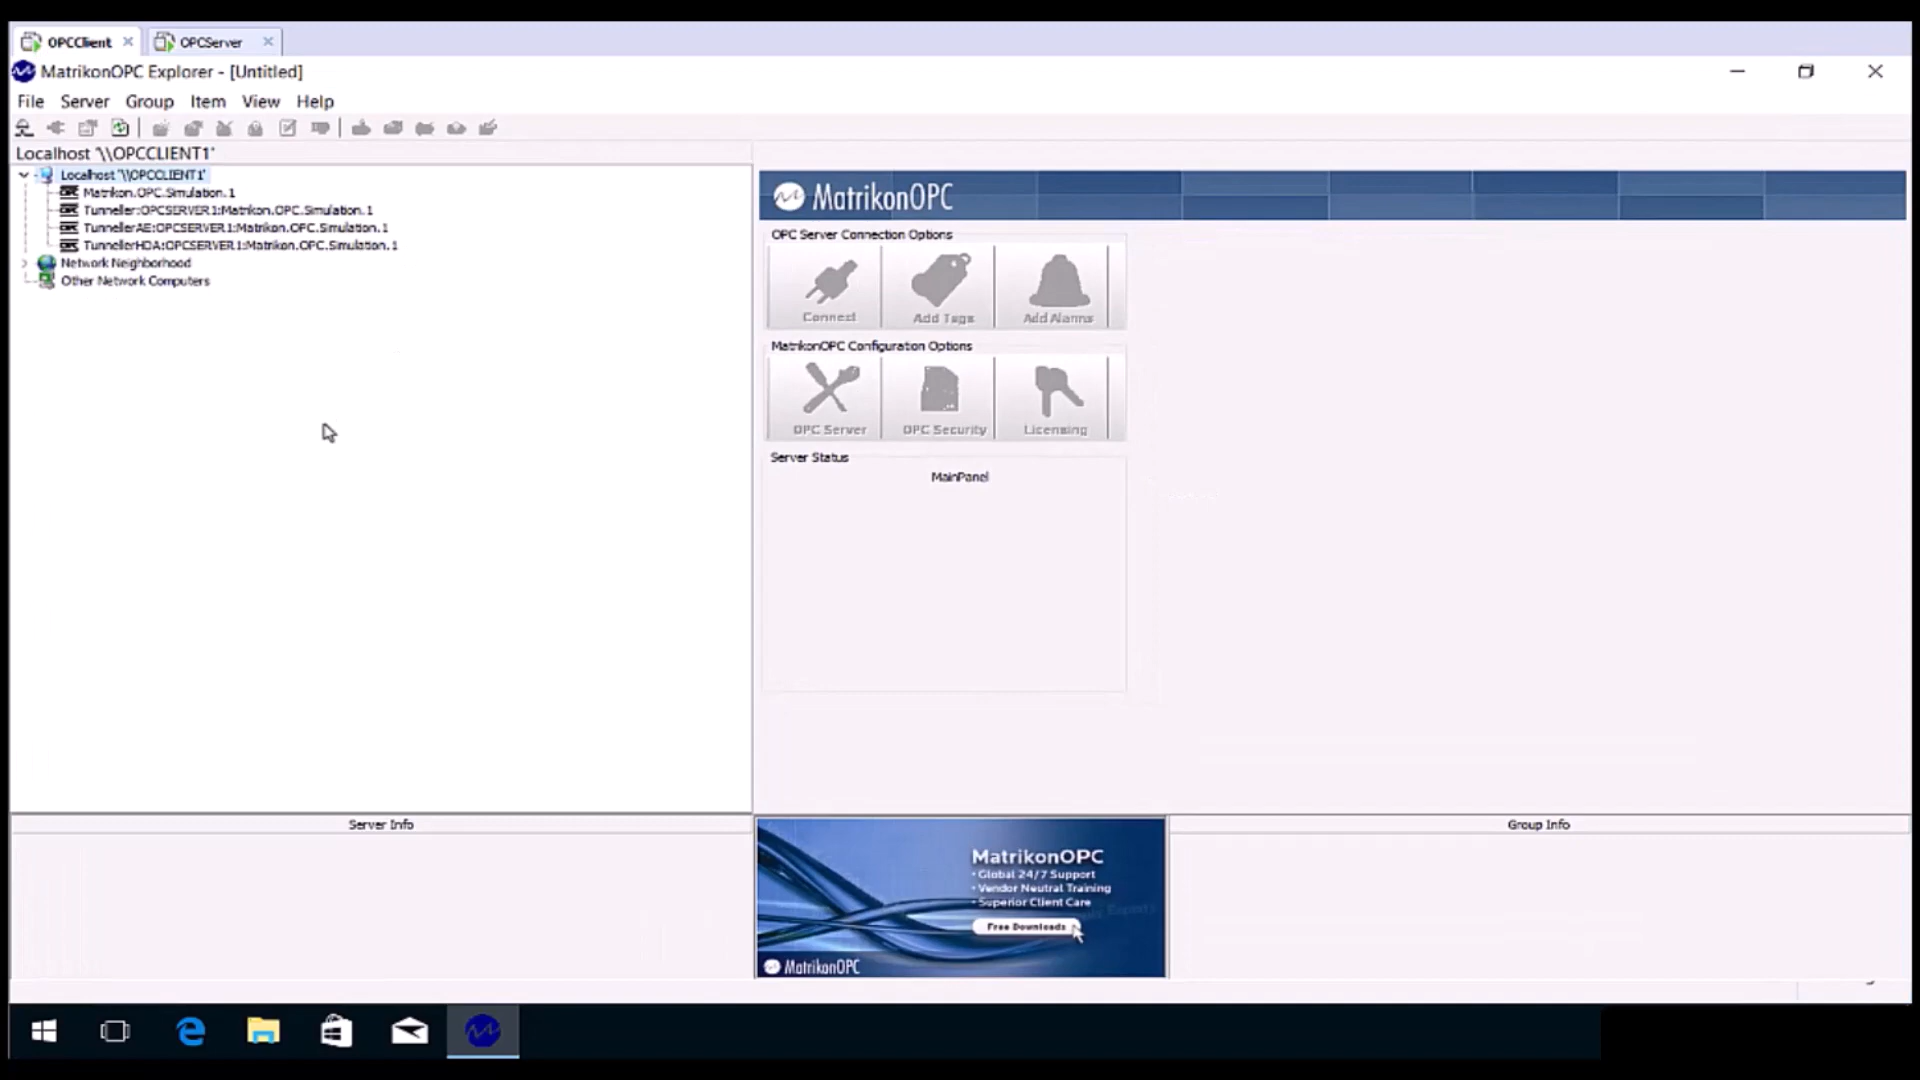 OPCClient
OPCServer
MatrikonOPC Explorer - [Untitled]
File Server Group Item View Help
Localhost '\\OPCCLIENT1'
Localhost '\\OPCCLIENT1'
Matrikon.OPC.Simulation.1
Tunneller:OPCSERVER1:Matrikon.OPC.Simulation.1
TunnellerAE:OPCSERVER1:Matrikon.OPC.Simulation.1
TunnellerHDA:OPCSERVER1:Matrikon.OPC.Simulation.1
Network Neighborhood
Other Network Computers
MatrikonOPC
OPC Server Connection Options
Connect
Add Tags
Add Alarms
MatrikonOPC Configuration Options
OPC Server
OPC Security
Licensing
Server Status
MainPanel
Server Info
MatrikonOPC
• Global 24/7 Support
• Vendor Neutral Training
• Superior Client Care
Free Downloads
MatrikonOPC
Group Info